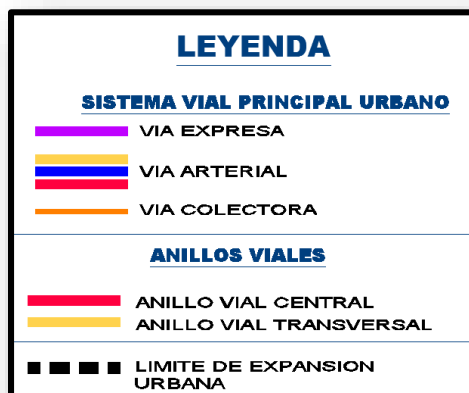 LEYENDA
SISTEMA VIAL PRINCIPAL URBANO
VIA EXPRESA
VIA ARTERIAL
VIA COLECTORA
ANILLOS VIALES
ANILLO VIAL CENTRAL
ANILLO VIAL TRANSVERSAL
LIMITE DE EXPANSION
URBANA